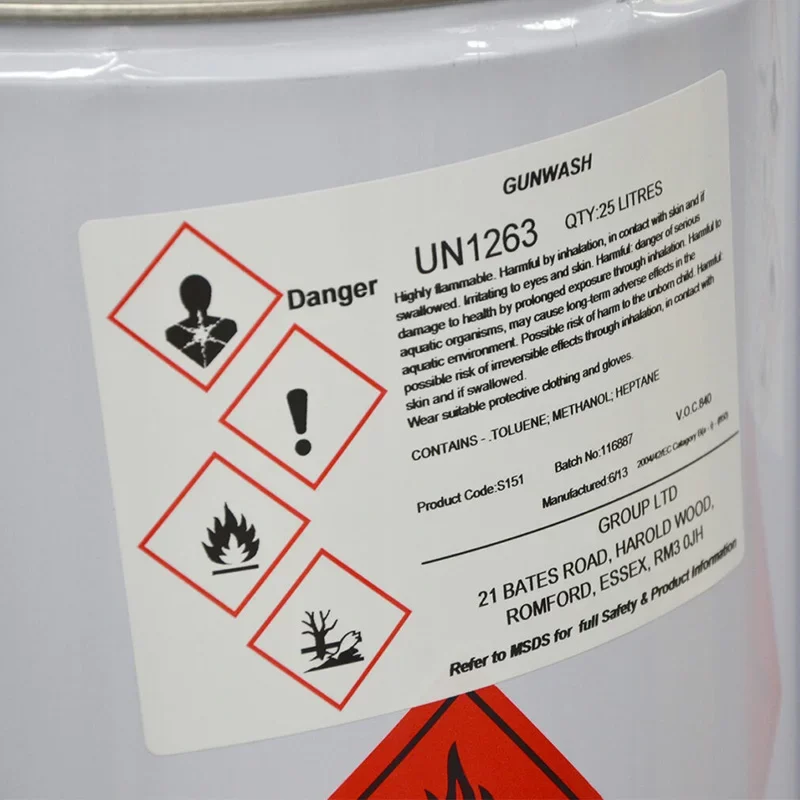 GUNWASH
UN1263 QTY:25 LITRES
Danger
Highly flammable. Harmful by inhalation, in contact with skin and if
swallowed. Irritating to eyes and skin. Harmful: danger of serious
damage to health by prolonged exposure through inhalation. Harmful to
aquatic organisms, may cause long-term adverse effects in the
aquatic environment. Possible risk of harm to the unborn child. Harmful:
possible risk of irreversible effects through inhalation, in contact with
skin and if swallowed.
Wear suitable protective clothing and gloves.
CONTAINS - .TOLUENE; METHANOL; HEPTANE
Product Code:S151 Batch No:116887 V.O.C.840
Manufactured:6/13 2004/42/EC Category
GROUP LTD
21 BATES ROAD, HAROLD WOOD,
ROMFORD, ESSEX, RM3 0JH
Refer to MSDS for full Safety & Product Information